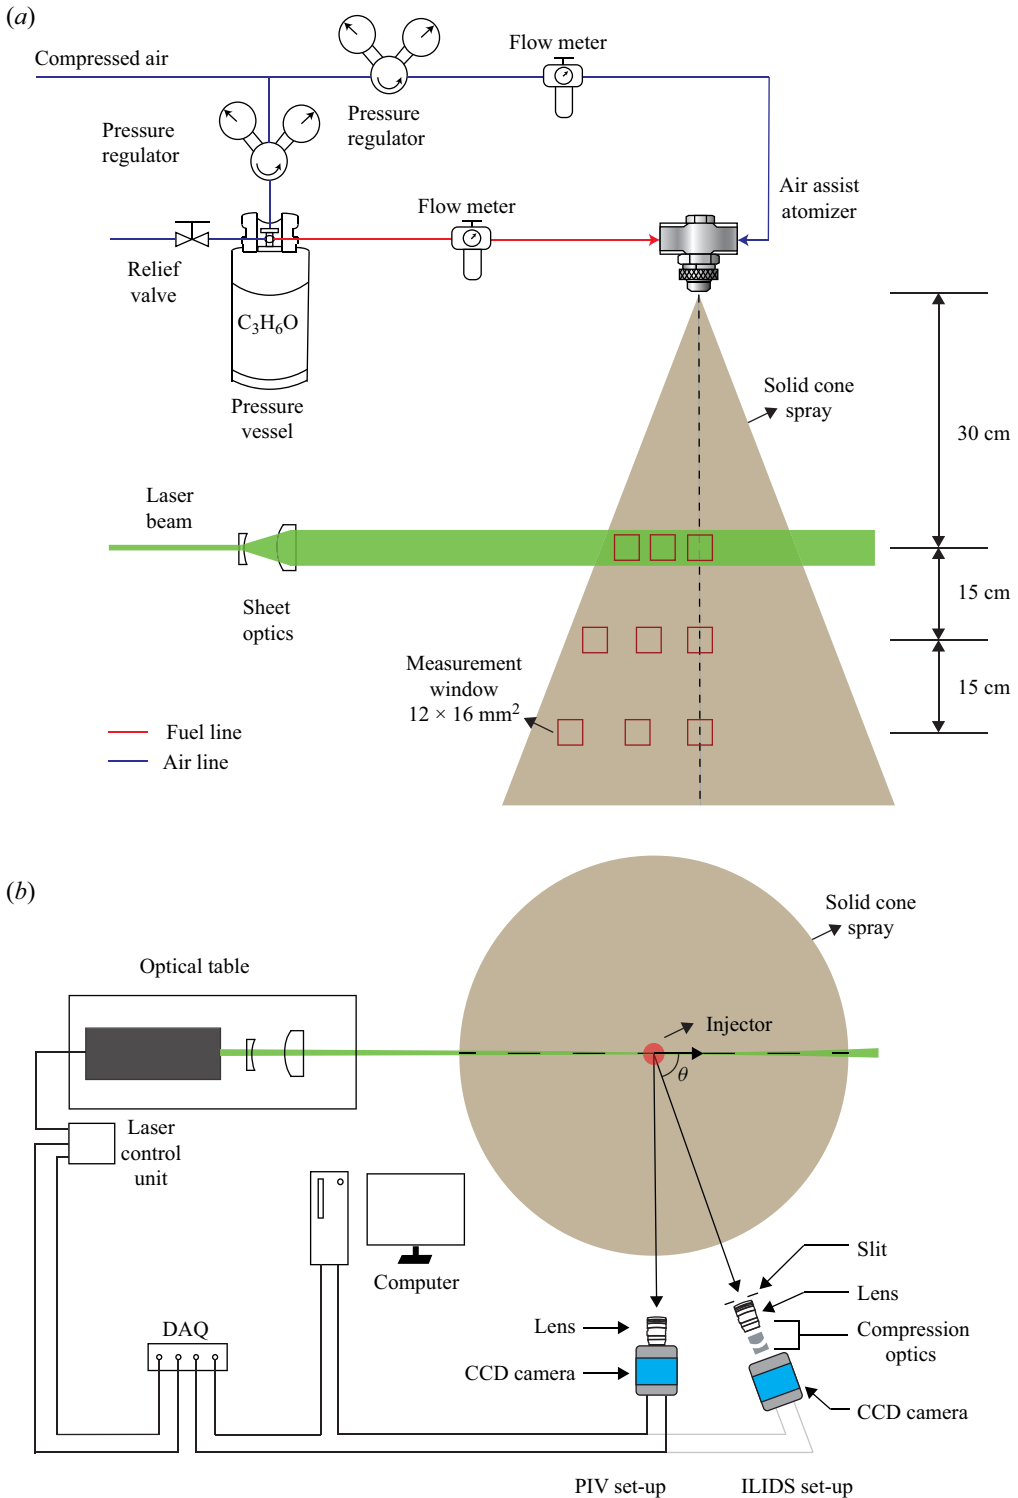 (a)
Compressed air
Flow meter
Pressure
regulator
Pressure
regulator
Air assist
atomizer
Flow meter
Relief
valve
C₃H₆O
Pressure
vessel
Solid cone
spray
30 cm
Laser
beam
Sheet
optics
15 cm
Measurement
window
12 × 16 mm²
15 cm
Fuel line
Air line
(b)
Solid cone
spray
Optical table
Injector
θ
Laser
control
unit
Computer
Slit
Lens
Compression
optics
CCD camera
Lens
CCD camera
DAQ
PIV set-up
ILIDS set-up